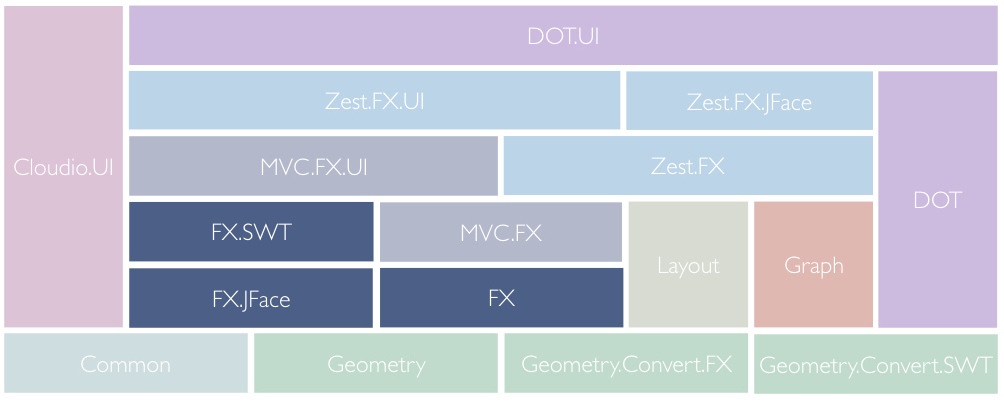 DOT.UI
Zest.FX.UI
Zest.FX.JFace
Cloudio.UI
MVC.FX.UI
Zest.FX
DOT
FX.SWT
MVC.FX
Layout
Graph
FX.JFace
FX
Common
Geometry
Geometry.Convert.FX
Geometry.Convert.SWT